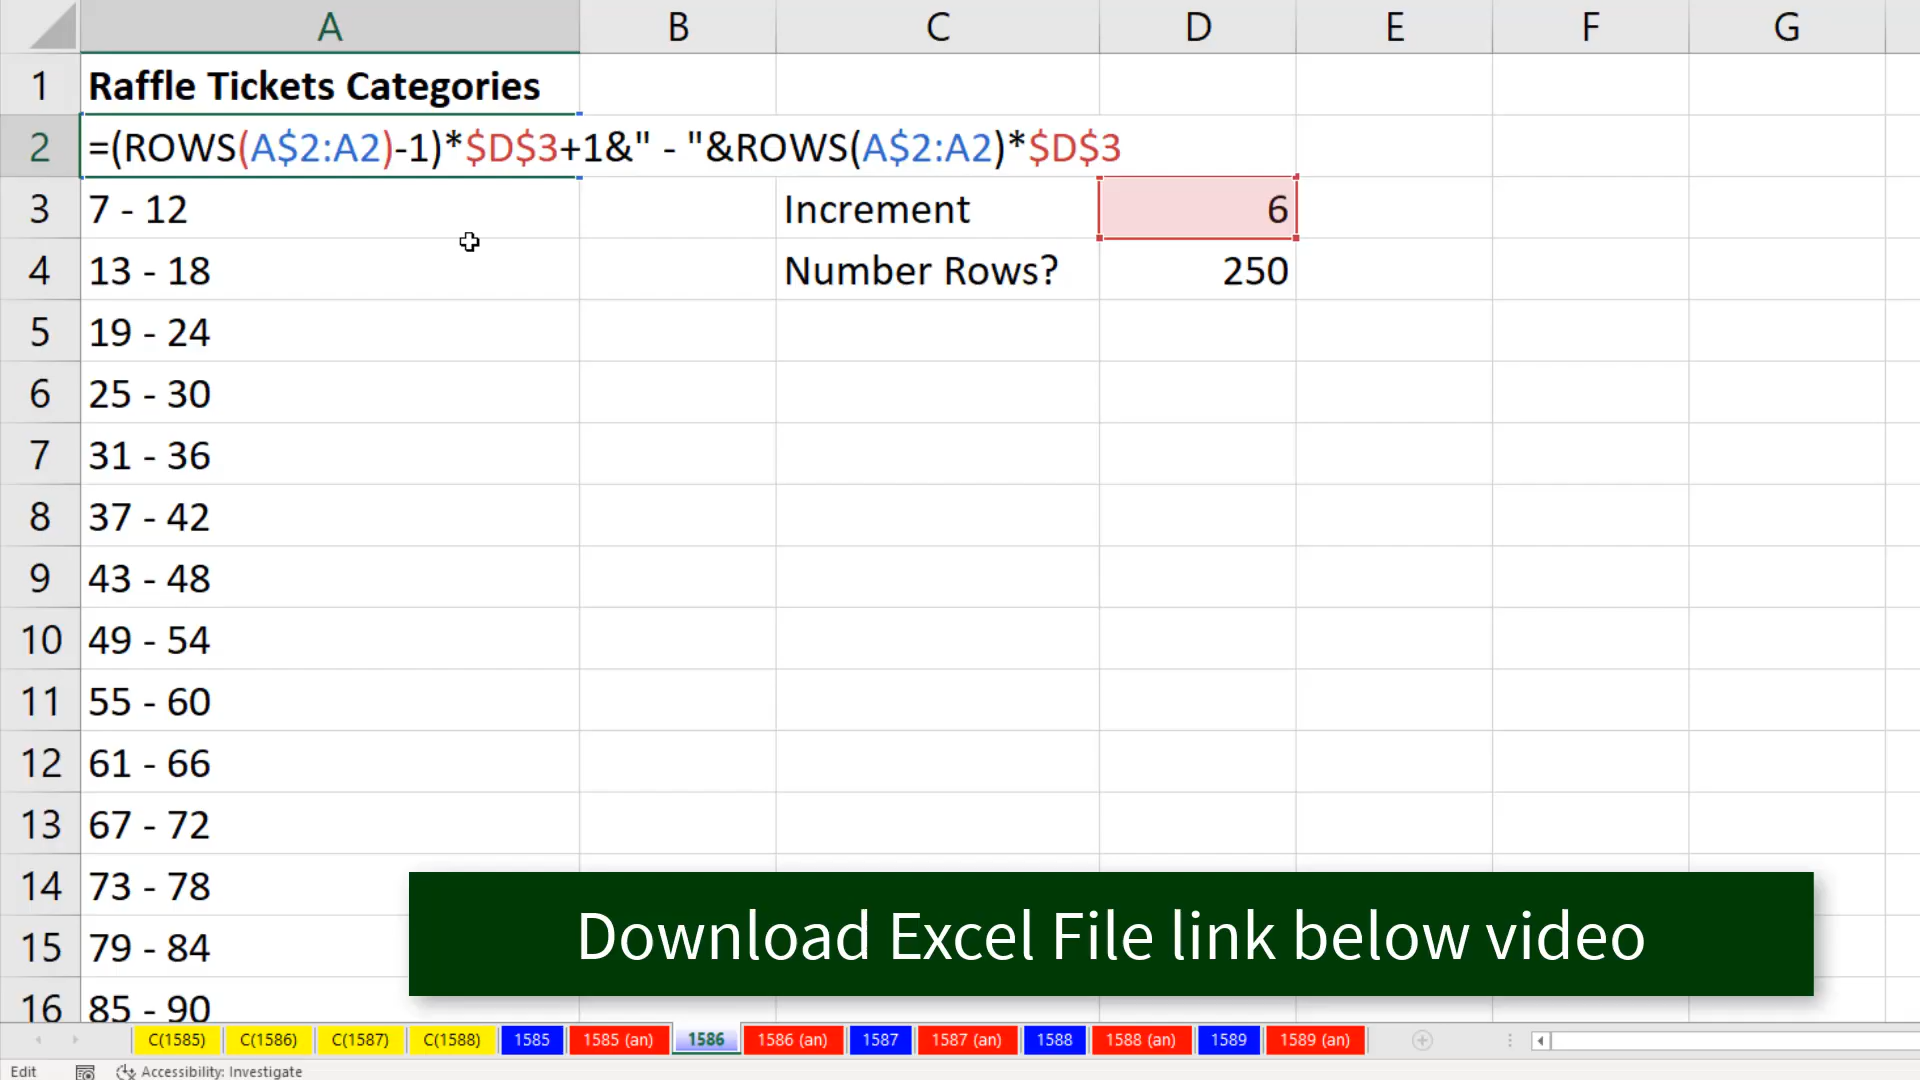 A B C D E F G
1 Raffle Tickets Categories
2 =(ROWS(A$2:A2)-1)*$D$3+1&" - "&ROWS(A$2:A2)*$D$3
3 7 - 12 Increment 6
4 13 - 18 Number Rows? 250
5 19 - 24
6 25 - 30
7 31 - 36
8 37 - 42
9 43 - 48
10 49 - 54
11 55 - 60
12 61 - 66
13 67 - 72
14 73 - 78
15 79 - 84
16 85 - 90
Download Excel File link below video
C(1585) C(1586) C(1587) C(1588) 1585 1585 (an) 1586 1586 (an) 1587 1587 (an) 1588 1588 (an) 1589 1589 (an)
Edit Accessibility: Investigate